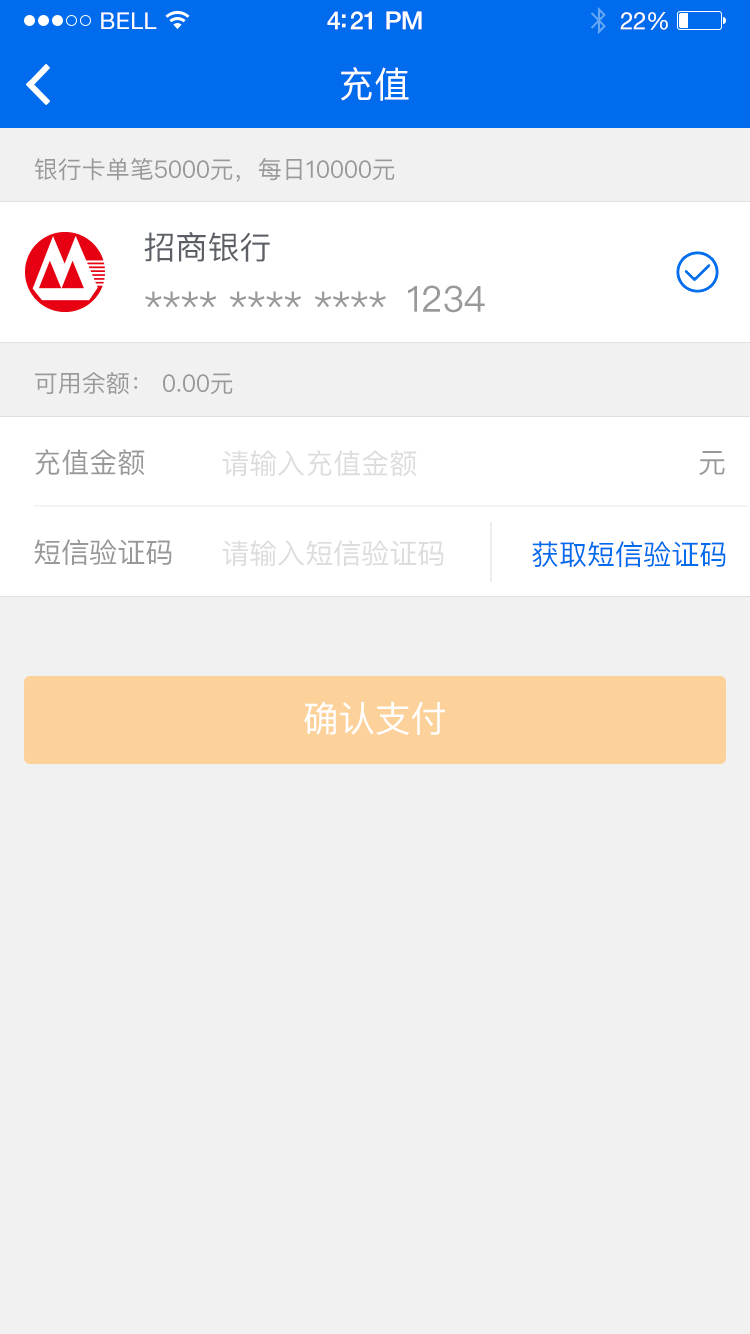 BELL 4:21 PM 22%
充值
银行卡单笔5000元，每日10000元
招商银行
**** **** **** 1234
可用余额： 0.00元
充值金额 请输入充值金额 元
短信验证码 请输入短信验证码 获取短信验证码
确认支付